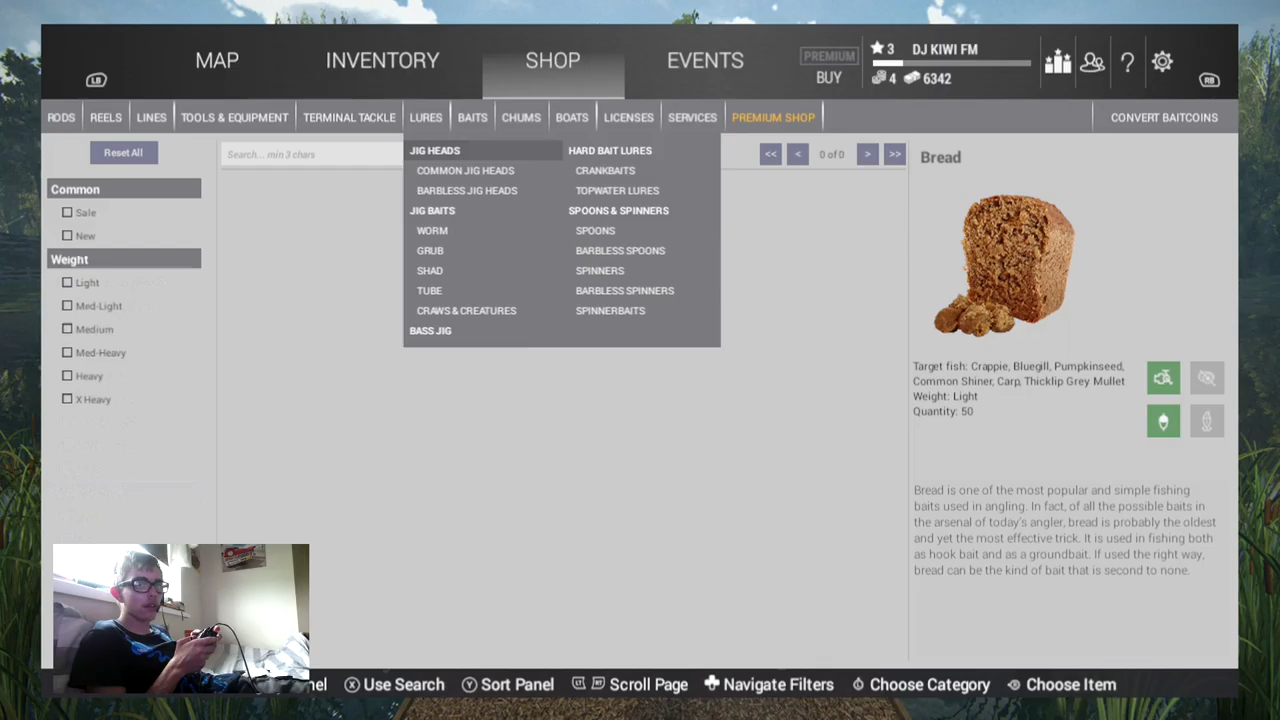 MAP
INVENTORY
SHOP
EVENTS
PREMIUM
BUY
3 DJ KIWI FM
4 6342
LB
RB
RODS
REELS
LINES
TOOLS & EQUIPMENT
TERMINAL TACKLE
LURES
BAITS
CHUMS
BOATS
LICENSES
SERVICES
PREMIUM SHOP
CONVERT BAITCOINS
Reset All
Search... min 3 chars
<< < 0 of 0 > >>
Common
Sale
New
Weight
Light
Med-Light
Medium
Med-Heavy
Heavy
X Heavy
JIG HEADS
COMMON JIG HEADS
BARBLESS JIG HEADS
JIG BAITS
WORM
GRUB
SHAD
TUBE
CRAWS & CREATURES
BASS JIG
HARD BAIT LURES
CRANKBAITS
TOPWATER LURES
SPOONS & SPINNERS
SPOONS
BARBLESS SPOONS
SPINNERS
BARBLESS SPINNERS
SPINNERBAITS
Bread
Target fish: Crappie, Bluegill, Pumpkinseed,
Common Shiner, Carp, Thicklip Grey Mullet
Weight: Light
Quantity: 50
Bread is one of the most popular and simple fishing
baits used in angling. In fact, of all the possible baits in
the arsenal of today's angler, bread is probably the oldest
and yet the most effective trick. It is used in fishing both
as hook bait and as a groundbait. If used the right way,
bread can be the kind of bait that is second to none.
nel
X Use Search
Y Sort Panel
LT RT Scroll Page
Navigate Filters
Choose Category
Choose Item